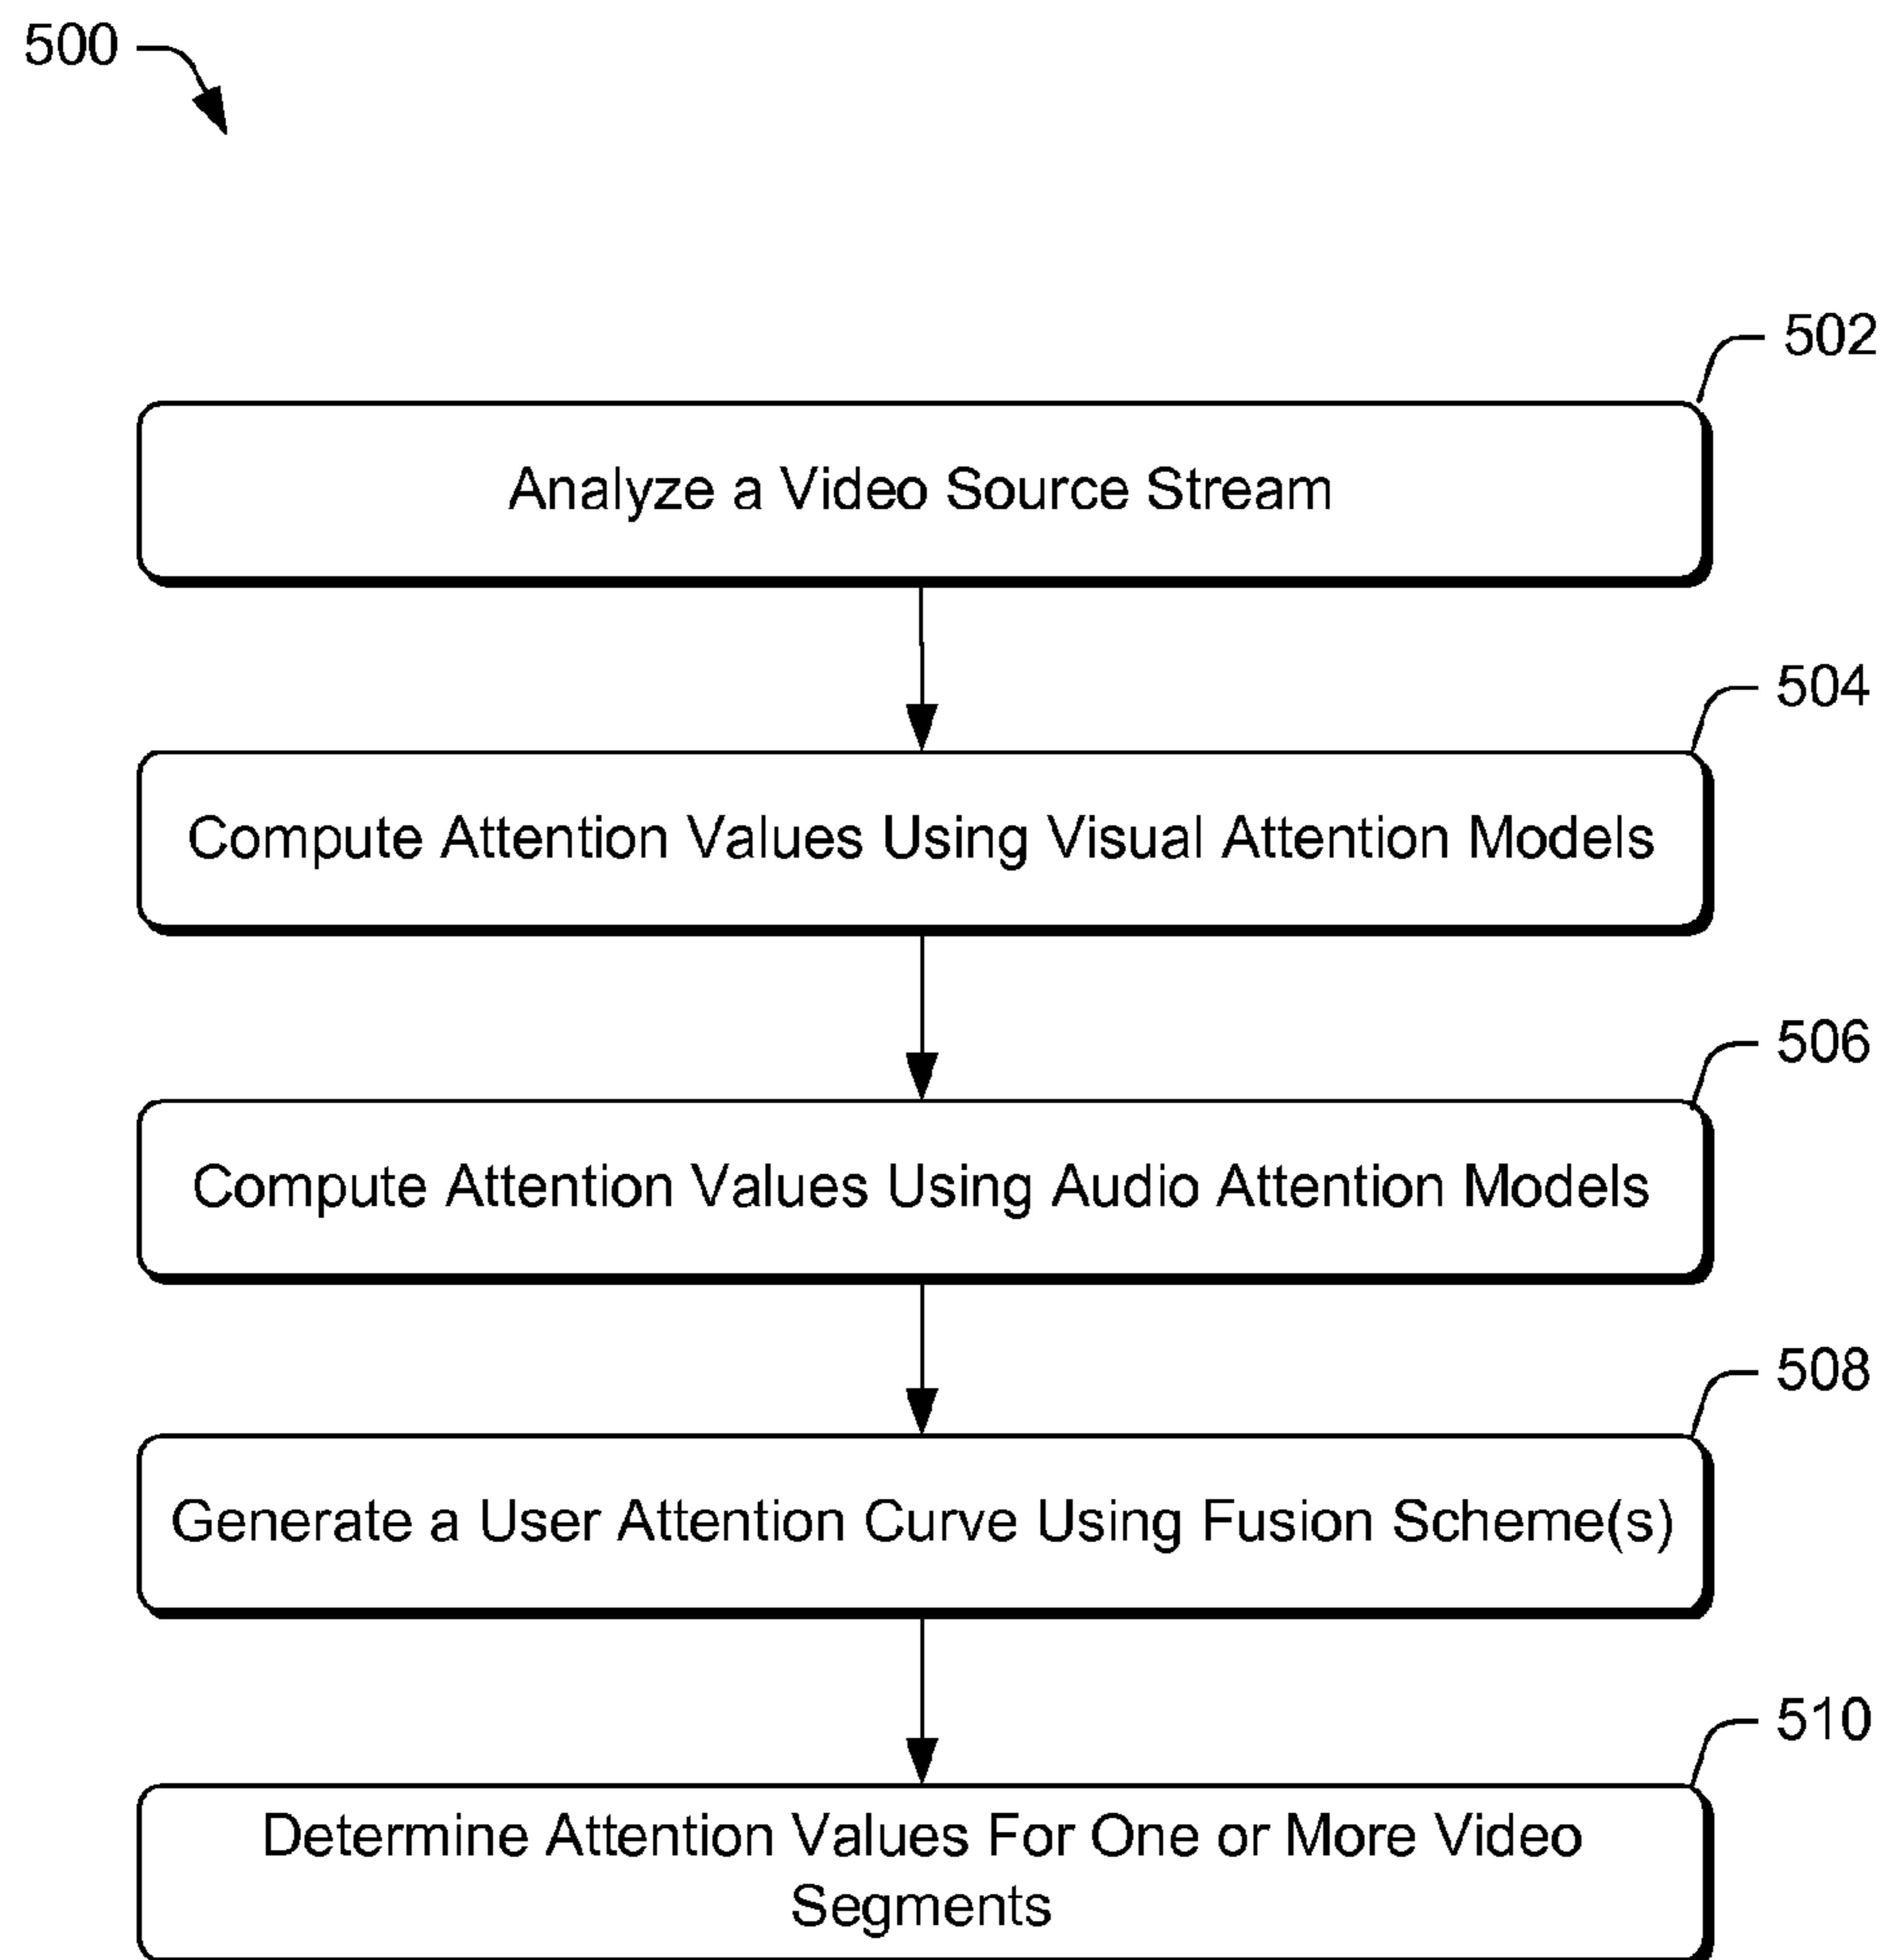 500
502
Analyze a Video Source Stream
504
Compute Attention Values Using Visual Attention Models
506
Compute Attention Values Using Audio Attention Models
508
Generate a User Attention Curve Using Fusion Scheme(s)
510
Determine Attention Values For One or More Video
Segments